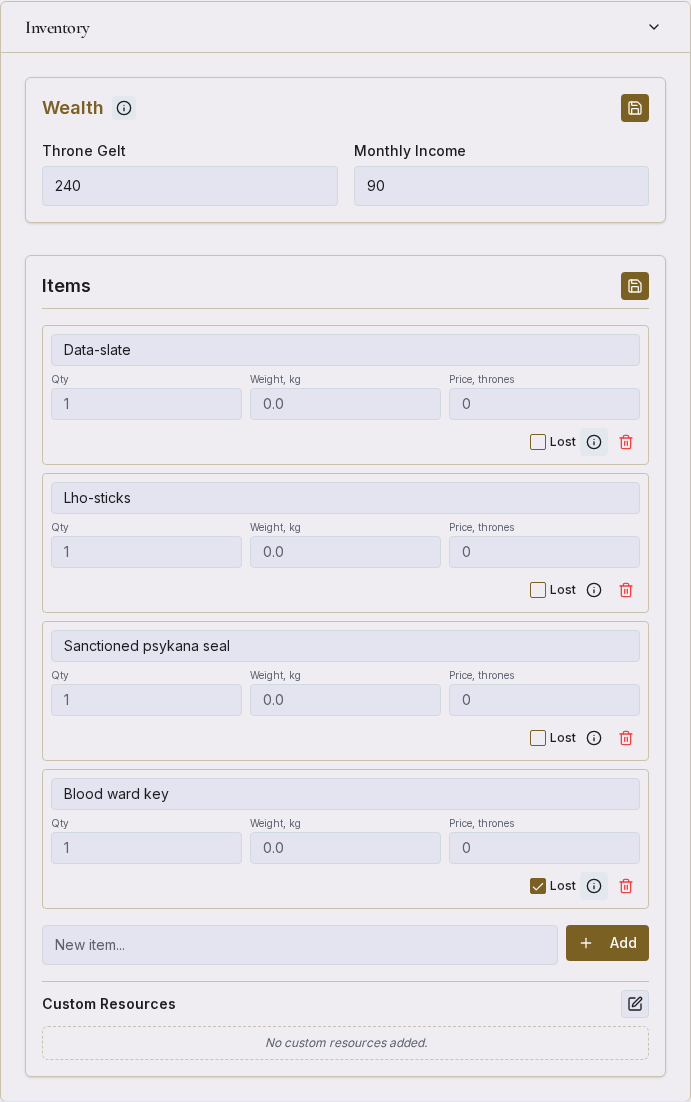 Inventory
Wealth
Throne Gelt Monthly Income
240 90
Items
Data-slate
Qty Weight, kg Price, thrones
1 0.0 0
Lost
Lho-sticks
Qty Weight, kg Price, thrones
1 0.0 0
Lost
Sanctioned psykana seal
Qty Weight, kg Price, thrones
1 0.0 0
Lost
Blood ward key
Qty Weight, kg Price, thrones
1 0.0 0
Lost
New item... Add
Custom Resources
No custom resources added.